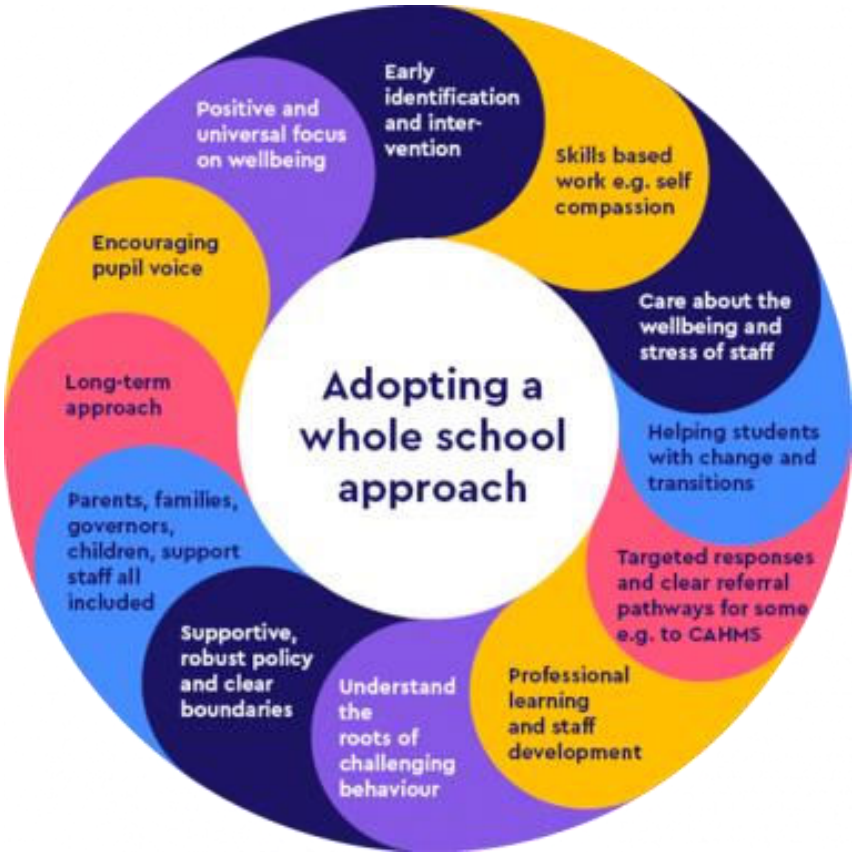 Early
identification
and inter-
vention
Skills based
work e.g. self
compassion
Care about the
wellbeing and
stress of staff
Helping students
with change and
transitions
Targeted responses
and clear referral
pathways for some
e.g. to CAHMS
Professional
learning
and staff
development
Understand
the
roots of
challenging
behaviour
Supportive,
robust policy
and clear
boundaries
Parents, families,
governors,
children, support
staff all
included
Long-term
approach
Encouraging
pupil voice
Positive and
universal focus
on wellbeing
Adopting a
whole school
approach